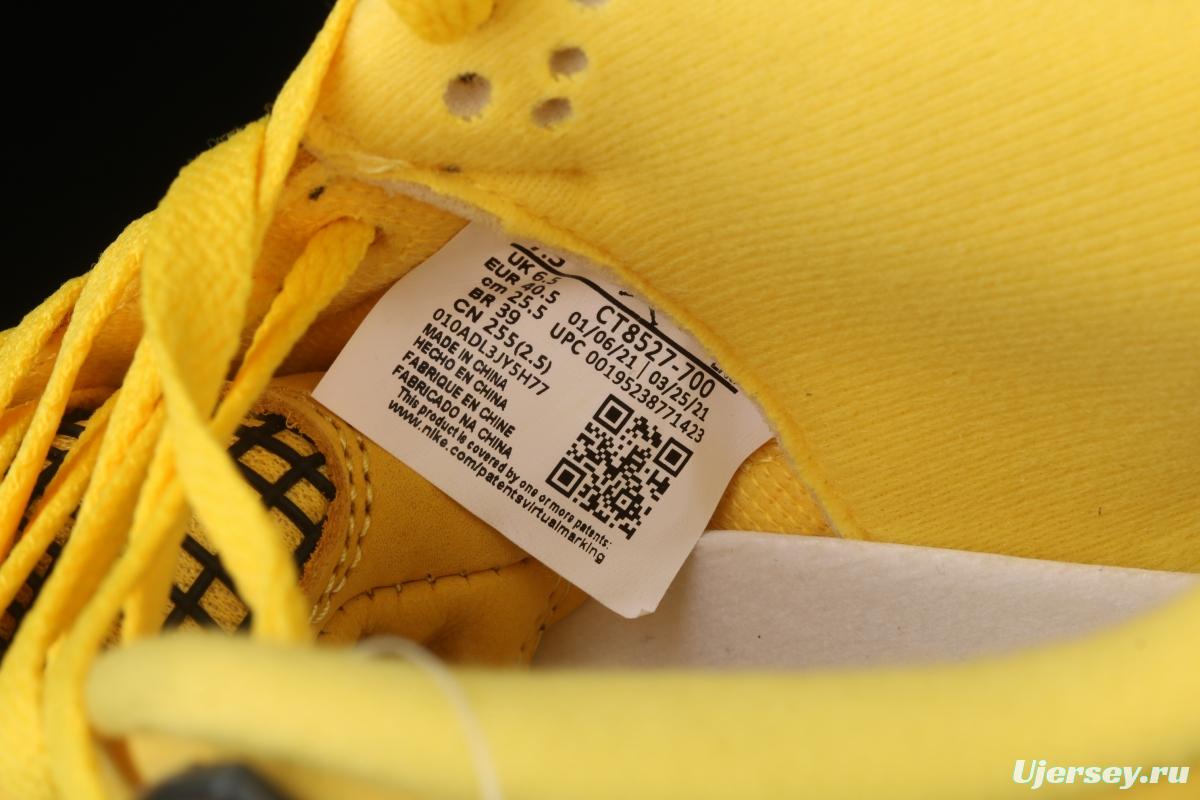 UK 6.5
EUR 40.5
cm 25.5
BR 39
CN 255(2.5)
010ADL3JY5H77
MADE IN CHINA
HECHO EN CHINA
FABRIQUE EN CHINE
FABRICADO NA CHINA
This product is covered by one or more patents:
www.nike.com/patentsvirtualmarking
CT8527-700
01/06/21 | 03/25/21
UPC 00195238771423
Ujersey.ru